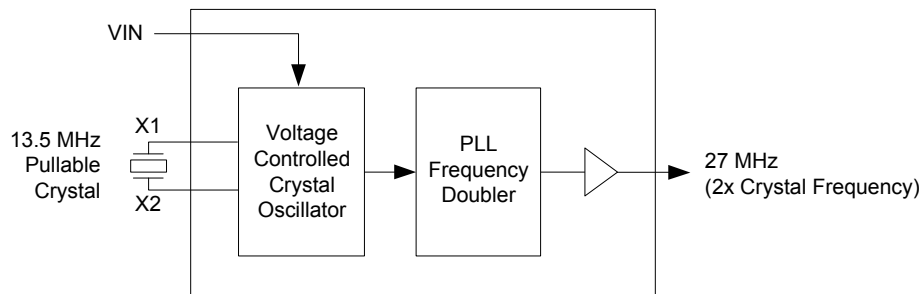 VIN
13.5 MHz
Pullable
Crystal
X1
X2
Voltage
Controlled
Crystal
Oscillator
PLL
Frequency
Doubler
27 MHz
(2x Crystal Frequency)